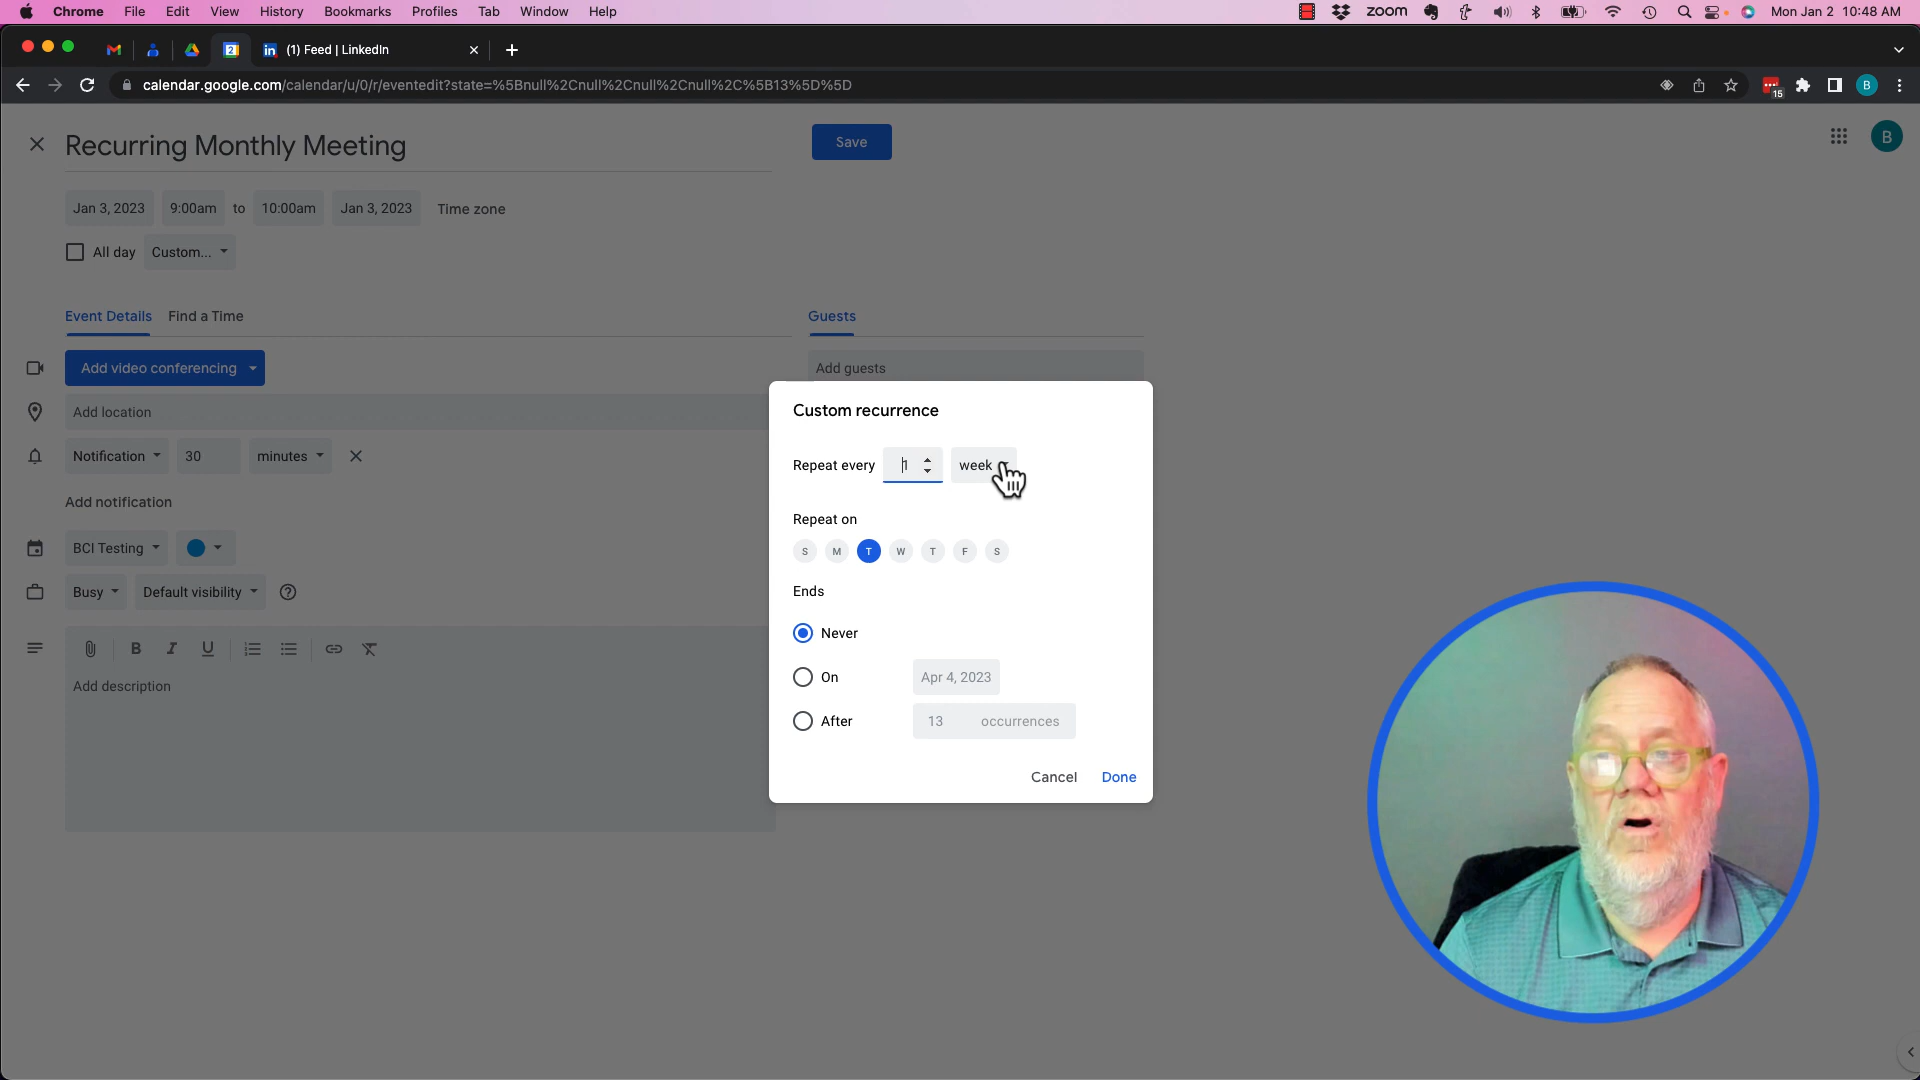 Chrome File Edit View History Bookmarks Profiles Tab Window Help zoom Mon Jan 2 10:48 AM
2 in (1) Feed | LinkedIn
calendar.google.com/calendar/u/0/r/eventedit?state=%5Bnull%2Cnull%2Cnull%2Cnull%2C%5B13%5D%5D 15 B
Recurring Monthly Meeting Save B
Jan 3, 2023 9:00am to 10:00am Jan 3, 2023 Time zone
All day Custom...
Event Details Find a Time Guests
Add video conferencing Add guests
Add location
Custom recurrence
Notification 30 minutes
Repeat every 1 week
Add notification
Repeat on
BCI Testing
S M T W T F S
Busy Default visibility
Ends
Never
B I U
On Apr 4, 2023
Add description
After 13 occurrences
Cancel Done